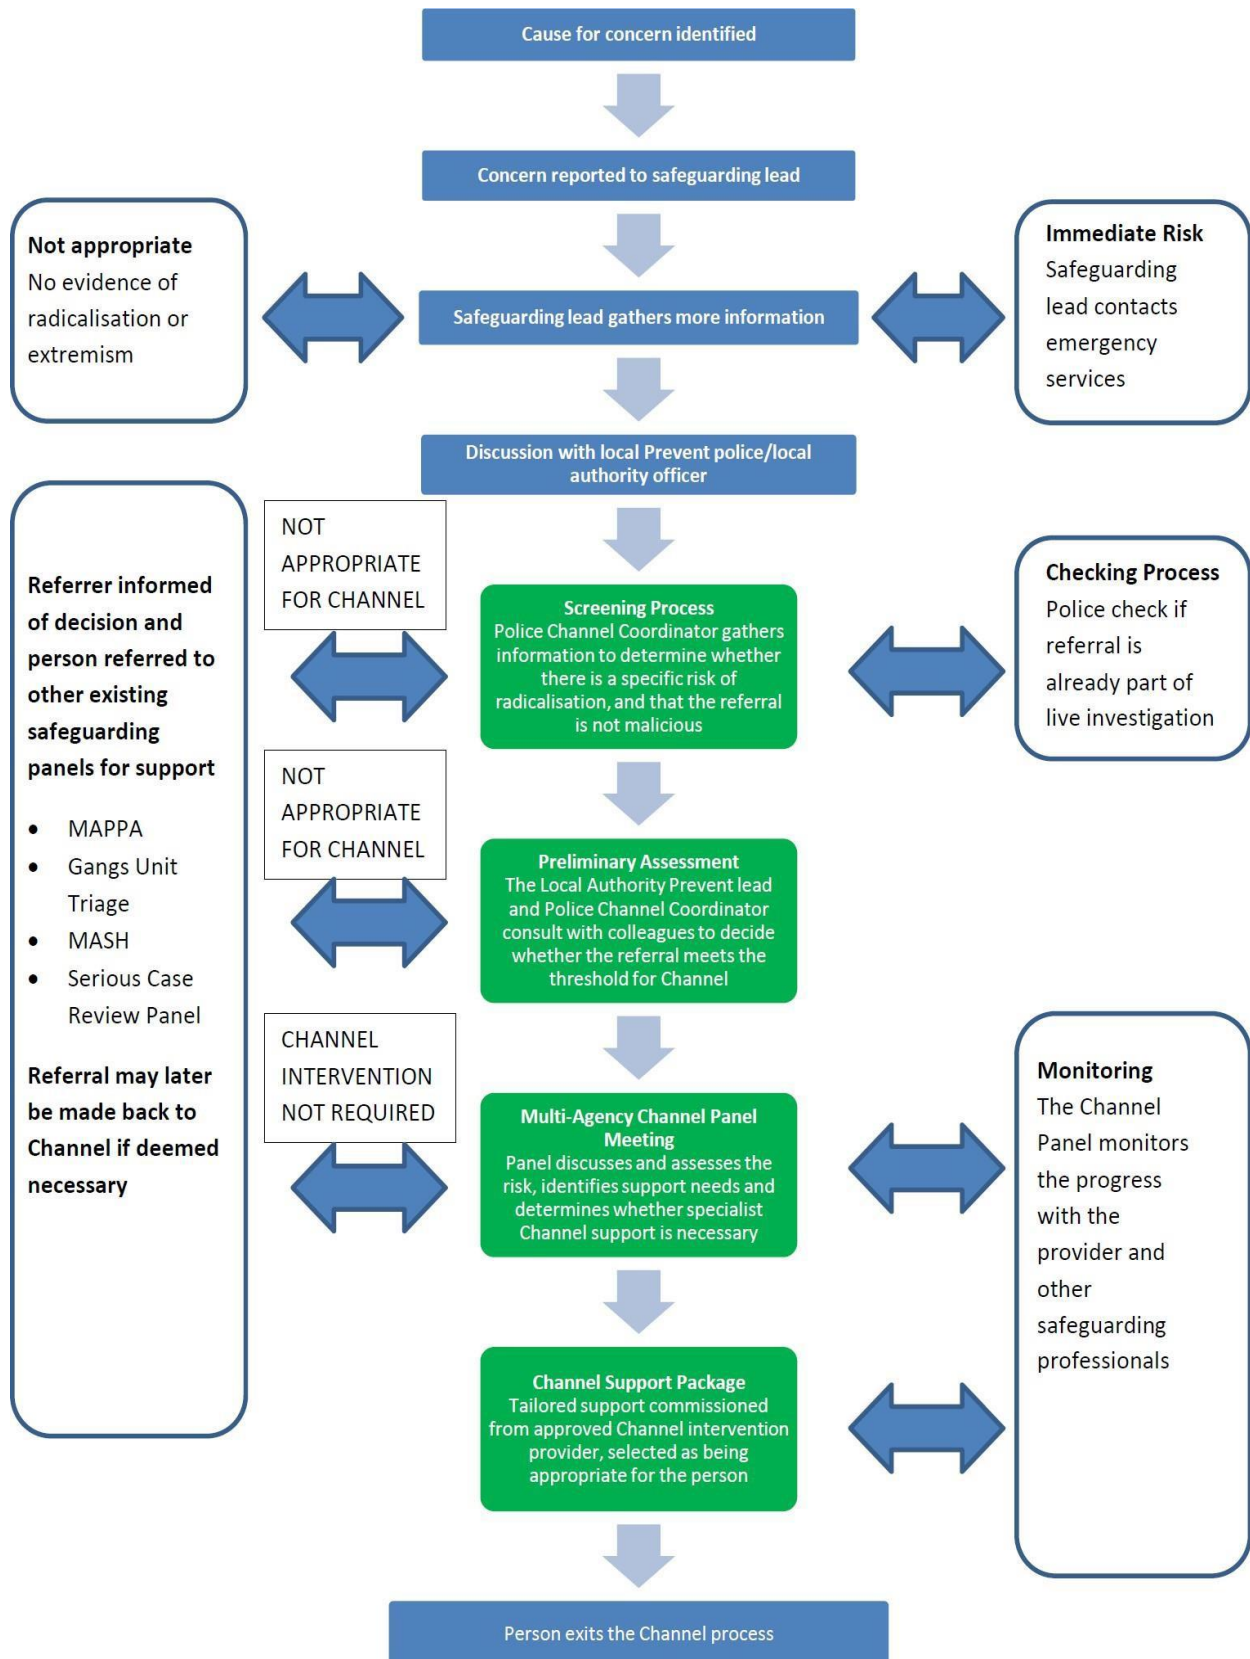 Cause for concern identified
Concern reported to safeguarding lead
Not appropriate
No evidence of
radicalisation or
extremism
Safeguarding lead gathers more information
Immediate Risk
Safeguarding
lead contacts
emergency
services
Discussion with local Prevent police/local
authority officer
Referrer informed
of decision and
person referred to
other existing
safeguarding
panels for support
• MAPPA
• Gangs Unit
Triage
• MASH
• Serious Case
Review Panel
Referral may later
be made back to
Channel if deemed
necessary
NOT
APPROPRIATE
FOR CHANNEL
Screening Process
Police Channel Coordinator gathers
information to determine whether
there is a specific risk of
radicalisation, and that the referral
is not malicious
Checking Process
Police check if
referral is
already part of
live investigation
NOT
APPROPRIATE
FOR CHANNEL
Preliminary Assessment
The Local Authority Prevent lead
and Police Channel Coordinator
consult with colleagues to decide
whether the referral meets the
threshold for Channel
CHANNEL
INTERVENTION
NOT REQUIRED
Multi-Agency Channel Panel
Meeting
Panel discusses and assesses the
risk, identifies support needs and
determines whether specialist
Channel support is necessary
Monitoring
The Channel
Panel monitors
the progress
with the
provider and
other
safeguarding
professionals
Channel Support Package
Tailored support commissioned
from approved Channel intervention
provider, selected as being
appropriate for the person
Person exits the Channel process